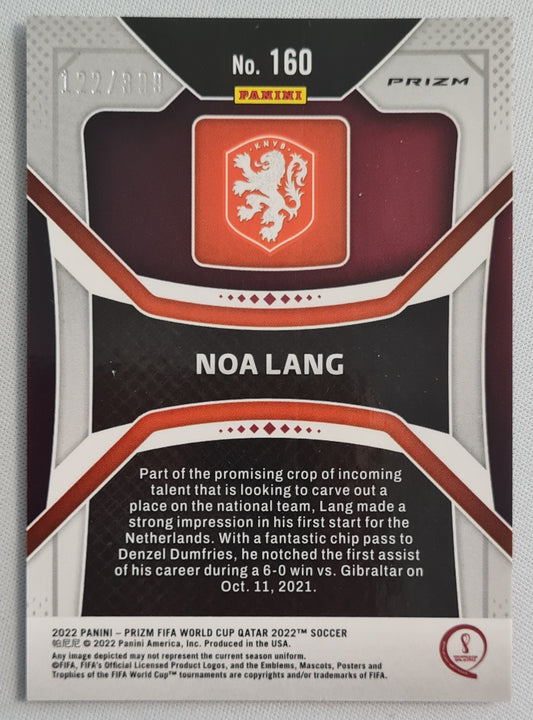 No. 160
PRIZM
PANINI
KNVB
NOA LANG
Part of the promising crop of incoming
talent that is looking to carve out a
place on the national team, Lang made a
strong impression in his first start for the
Netherlands. With a fantastic chip pass to
Denzel Dumfries, he notched the first assist
of his career during a 6-0 win vs. Gibraltar on
Oct. 11, 2021.
2022 PANINI – PRIZM FIFA WORLD CUP QATAR 2022™ SOCCER
帕尼尼 © 2022 Panini America, Inc. Produced in the USA.
Any image depicted may not represent the current season uniform.
©FIFA, FIFA's Official Licensed Product Logos, and the Emblems, Mascots, Posters and
Trophies of the FIFA World Cup™ tournaments are copyrights and/or trademarks of FIFA.